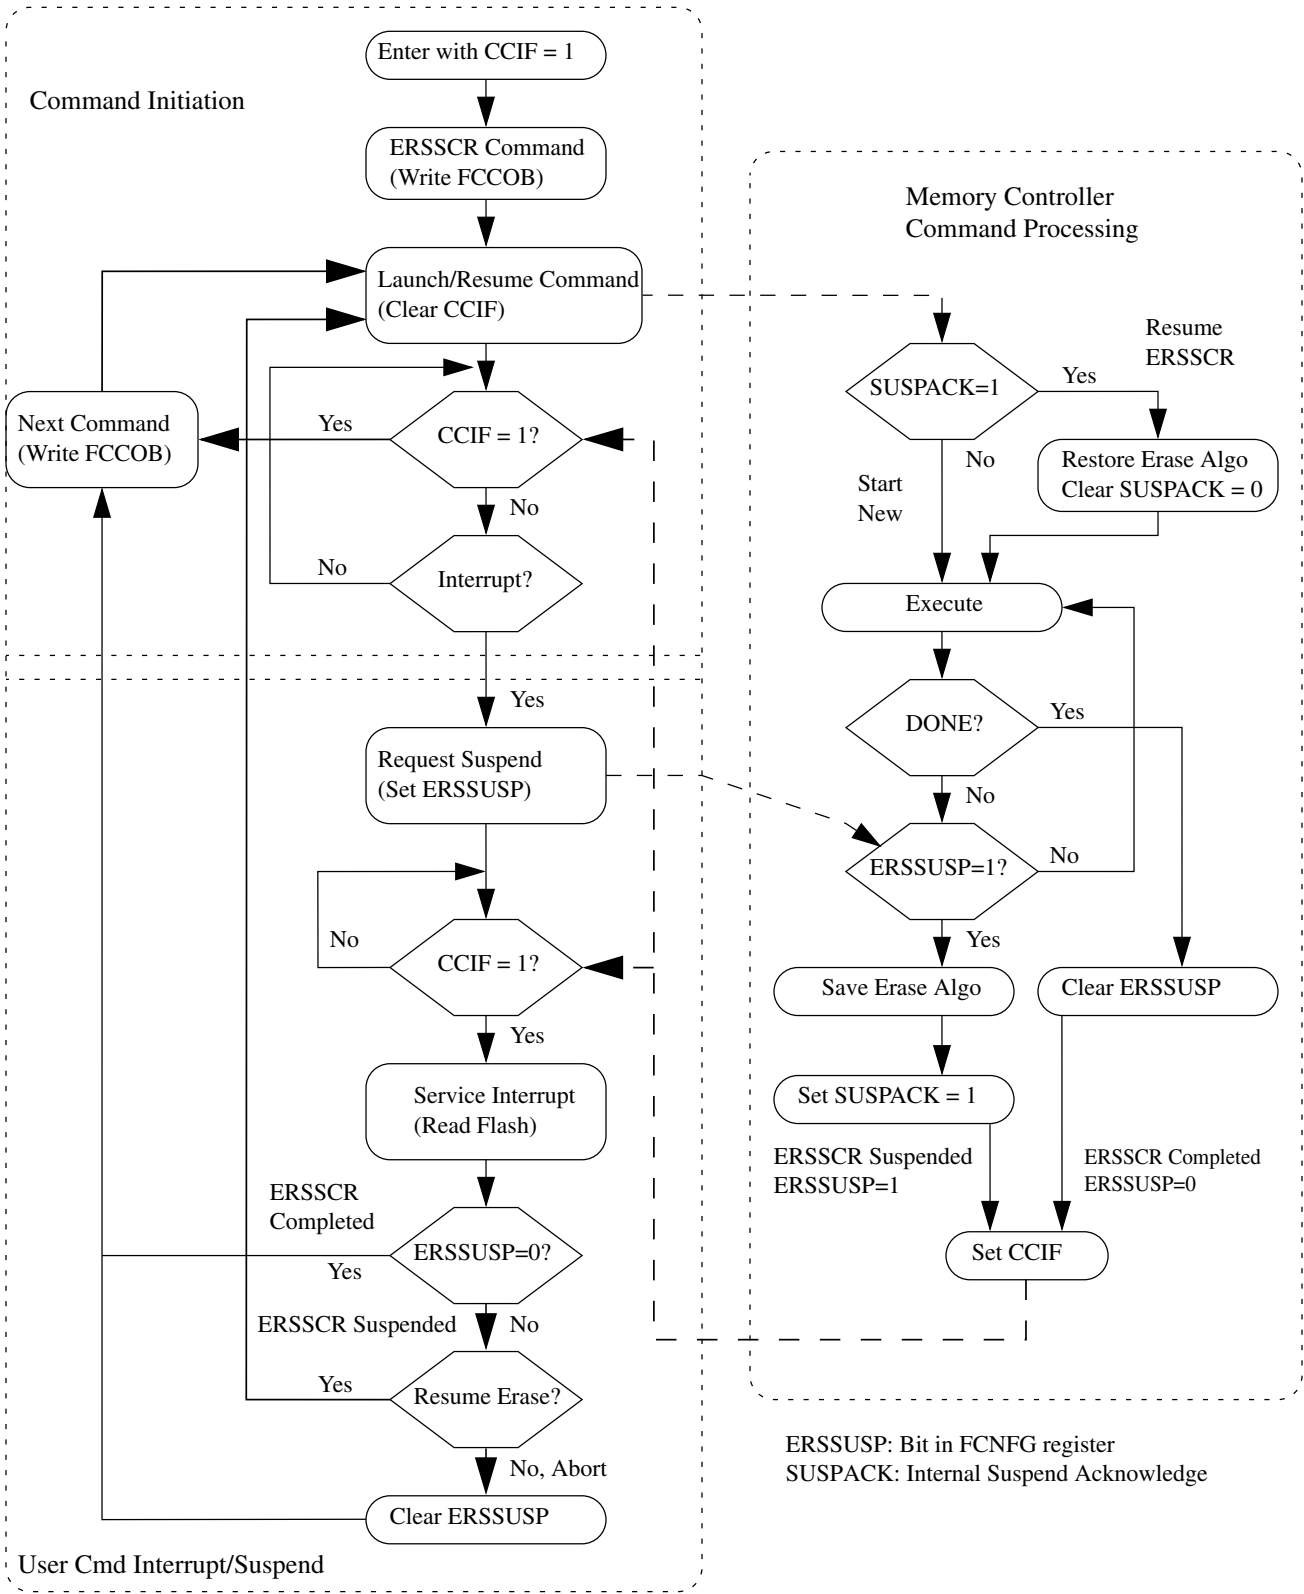 Enter with CCIF = 1
Command Initiation
ERSSCR Command
(Write FCCOB)
Launch/Resume Command
(Clear CCIF)
Next Command
(Write FCCOB)
Yes
CCIF = 1?
No
No
Interrupt?
Yes
Request Suspend
(Set ERSSUSP)
No
CCIF = 1?
Yes
Service Interrupt
(Read Flash)
ERSSCR
Completed
ERSSUSP=0?
Yes
ERSSCR Suspended
No
Yes
Resume Erase?
No, Abort
Clear ERSSUSP
User Cmd Interrupt/Suspend
Memory Controller
Command Processing
Resume
ERSSCR
SUSPACK=1
Yes
No
Restore Erase Algo
Clear SUSPACK = 0
Start
New
Execute
DONE?
Yes
No
ERSSUSP=1?
No
Yes
Save Erase Algo
Clear ERSSUSP
Set SUSPACK = 1
ERSSCR Suspended
ERSSUSP=1
ERSSCR Completed
ERSSUSP=0
Set CCIF
ERSSUSP: Bit in FCNFG register
SUSPACK: Internal Suspend Acknowledge